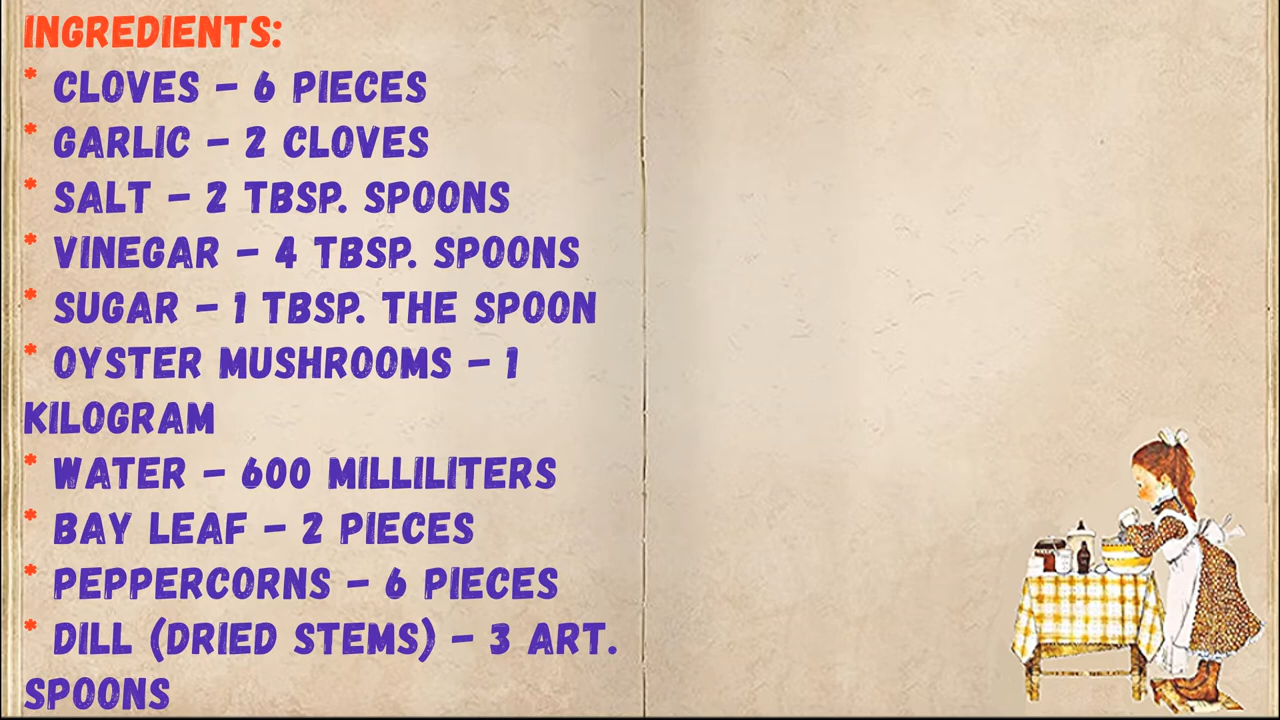 INGREDIENTS:
* CLOVES – 6 PIECES
* GARLIC – 2 CLOVES
* SALT – 2 TBSP. SPOONS
* VINEGAR – 4 TBSP. SPOONS
* SUGAR – 1 TBSP. THE SPOON
* OYSTER MUSHROOMS – 1
KILOGRAM
* WATER – 600 MILLILITERS
* BAY LEAF – 2 PIECES
* PEPPERCORNS – 6 PIECES
* DILL (DRIED STEMS) – 3 ART.
SPOONS